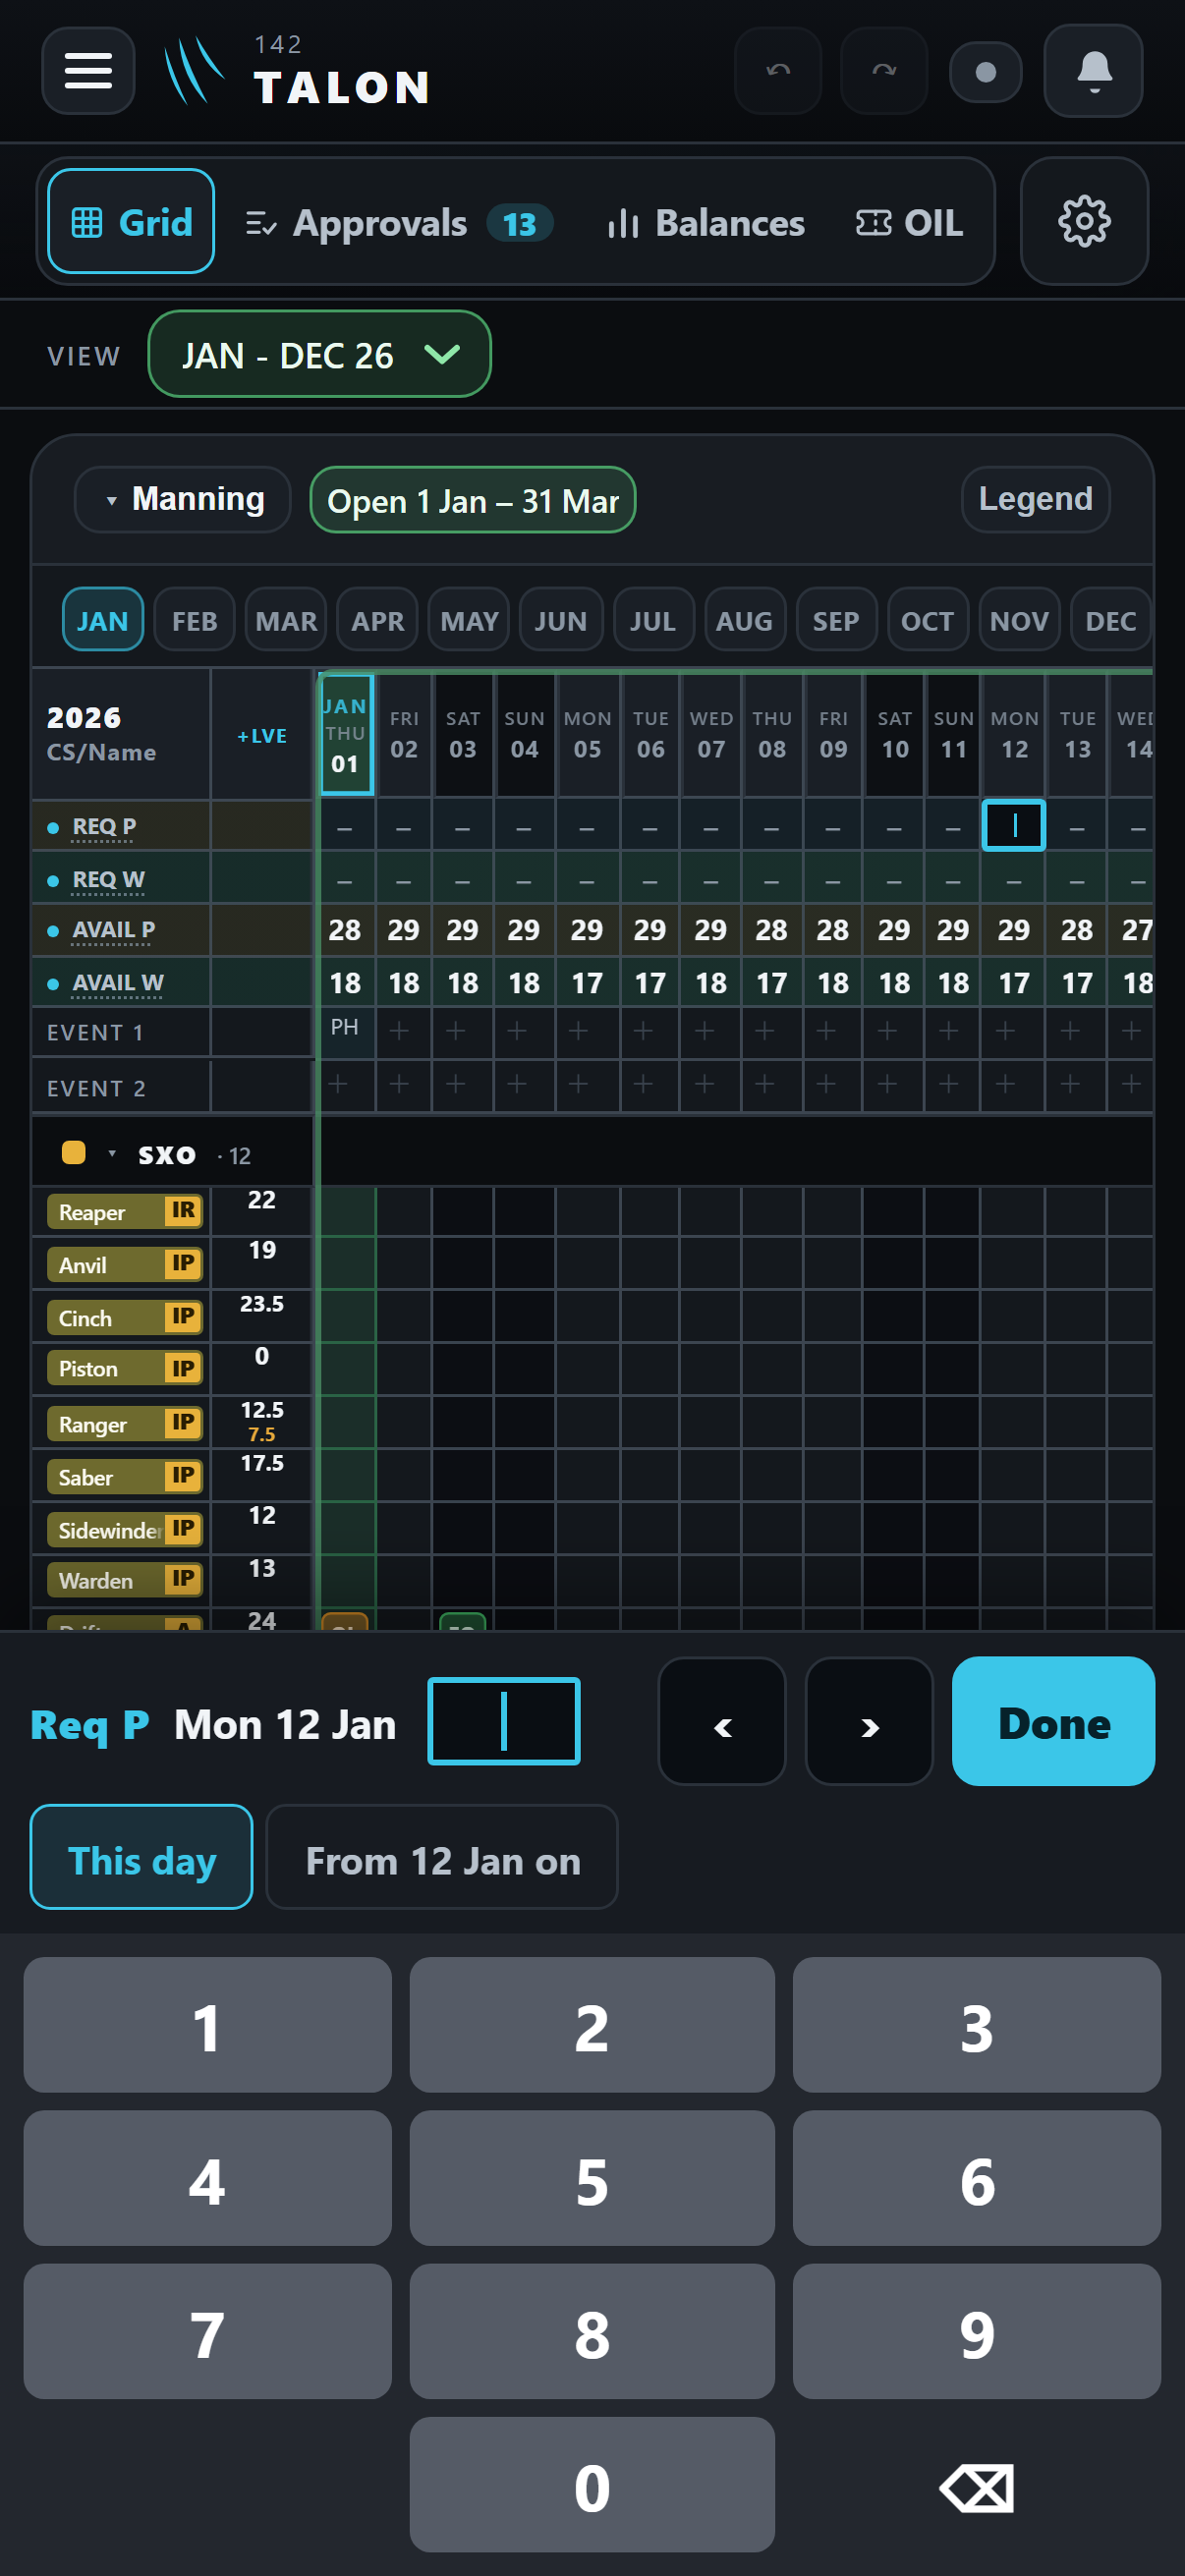 142
TALON
Grid
Approvals 13
Balances
OIL
VIEW JAN - DEC 26
Manning Open 1 Jan – 31 Mar Legend
JAN FEB MAR APR MAY JUN JUL AUG SEP OCT NOV DEC
2026
CS/Name
+LVE
JAN THU 01
FRI 02
SAT 03
SUN 04
MON 05
TUE 06
WED 07
THU 08
FRI 09
SAT 10
SUN 11
MON 12
TUE 13
WED 14
REQ P – – – – – – – – – – – – –
REQ W – – – – – – – – – – – – – –
AVAIL P 28 29 29 29 29 29 29 28 28 29 29 29 28 27
AVAIL W 18 18 18 18 17 17 18 17 18 18 18 17 17 18
EVENT 1 PH + + + + + + + + + + + + +
EVENT 2 + + + + + + + + + + + + + +
SXO · 12
Reaper IR 22
Anvil IP 19
Cinch IP 23.5
Piston IP 0
Ranger IP 12.5
7.5
Saber IP 17.5
Sidewinder IP 12
Warden IP 13
24
Req P Mon 12 Jan ‹ › Done
This day From 12 Jan on
1 2 3
4 5 6
7 8 9
0